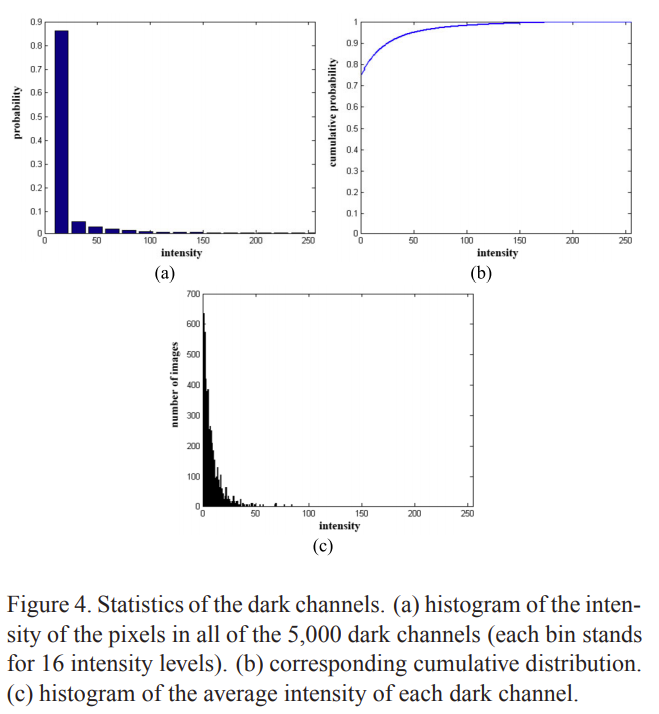 0.9
0.8
0.7
0.6
0.5
0.4
0.3
0.2
0.1
0
probability
0 50 100 150 200 250
intensity
(a)
1
0.9
0.8
0.7
0.6
0.5
0.4
0.3
0.2
0.1
0
cumulative probability
0 50 100 150 200 250
intensity
(b)
700
600
500
400
300
200
100
0
number of images
0 50 100 150 200 250
intensity
(c)
Figure 4. Statistics of the dark channels. (a) histogram of the inten-
sity of the pixels in all of the 5,000 dark channels (each bin stands
for 16 intensity levels). (b) corresponding cumulative distribution.
(c) histogram of the average intensity of each dark channel.